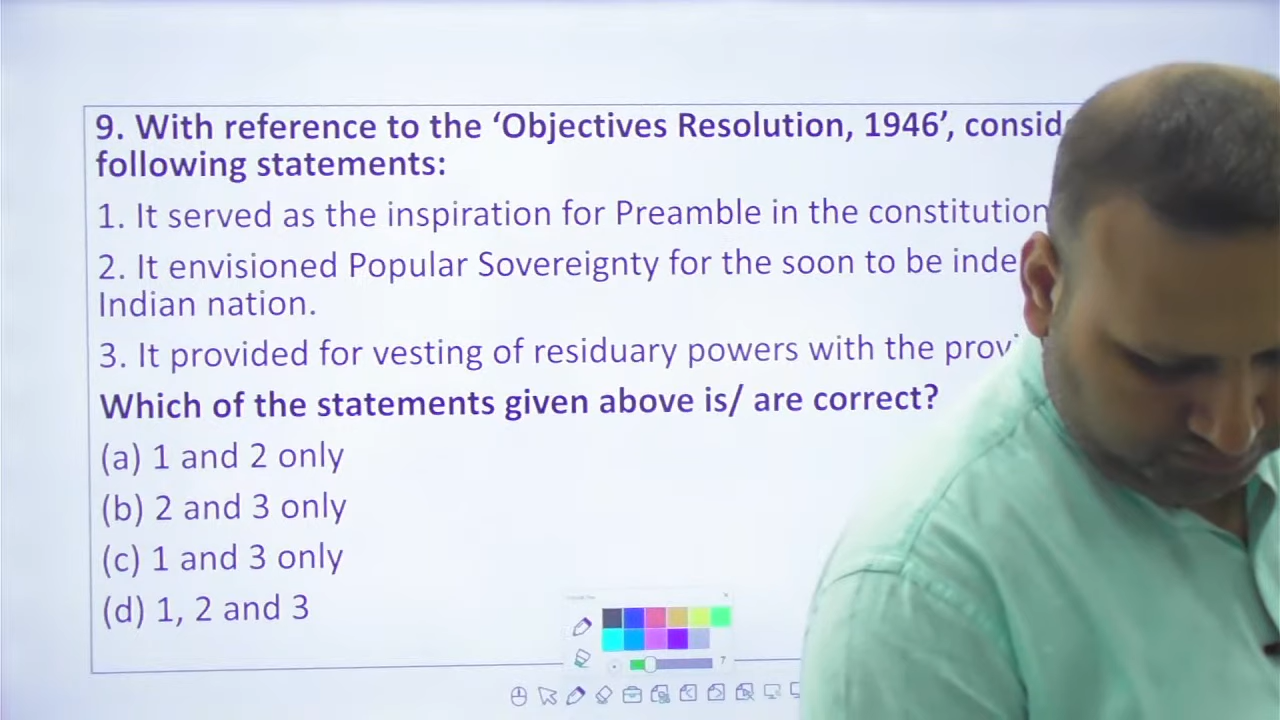 9. With reference to the ‘Objectives Resolution, 1946’,
following statements:
1. It served as the inspiration for Preamble in the constitution
2. It envisioned Popular Sovereignty for the soon to be
Indian nation.
3. It provided for vesting of residuary powers with the
Which of the statements given above is/ are correct?
(a) 1 and 2 only
(b) 2 and 3 only
(c) 1 and 3 only
(d) 1, 2 and 3
7